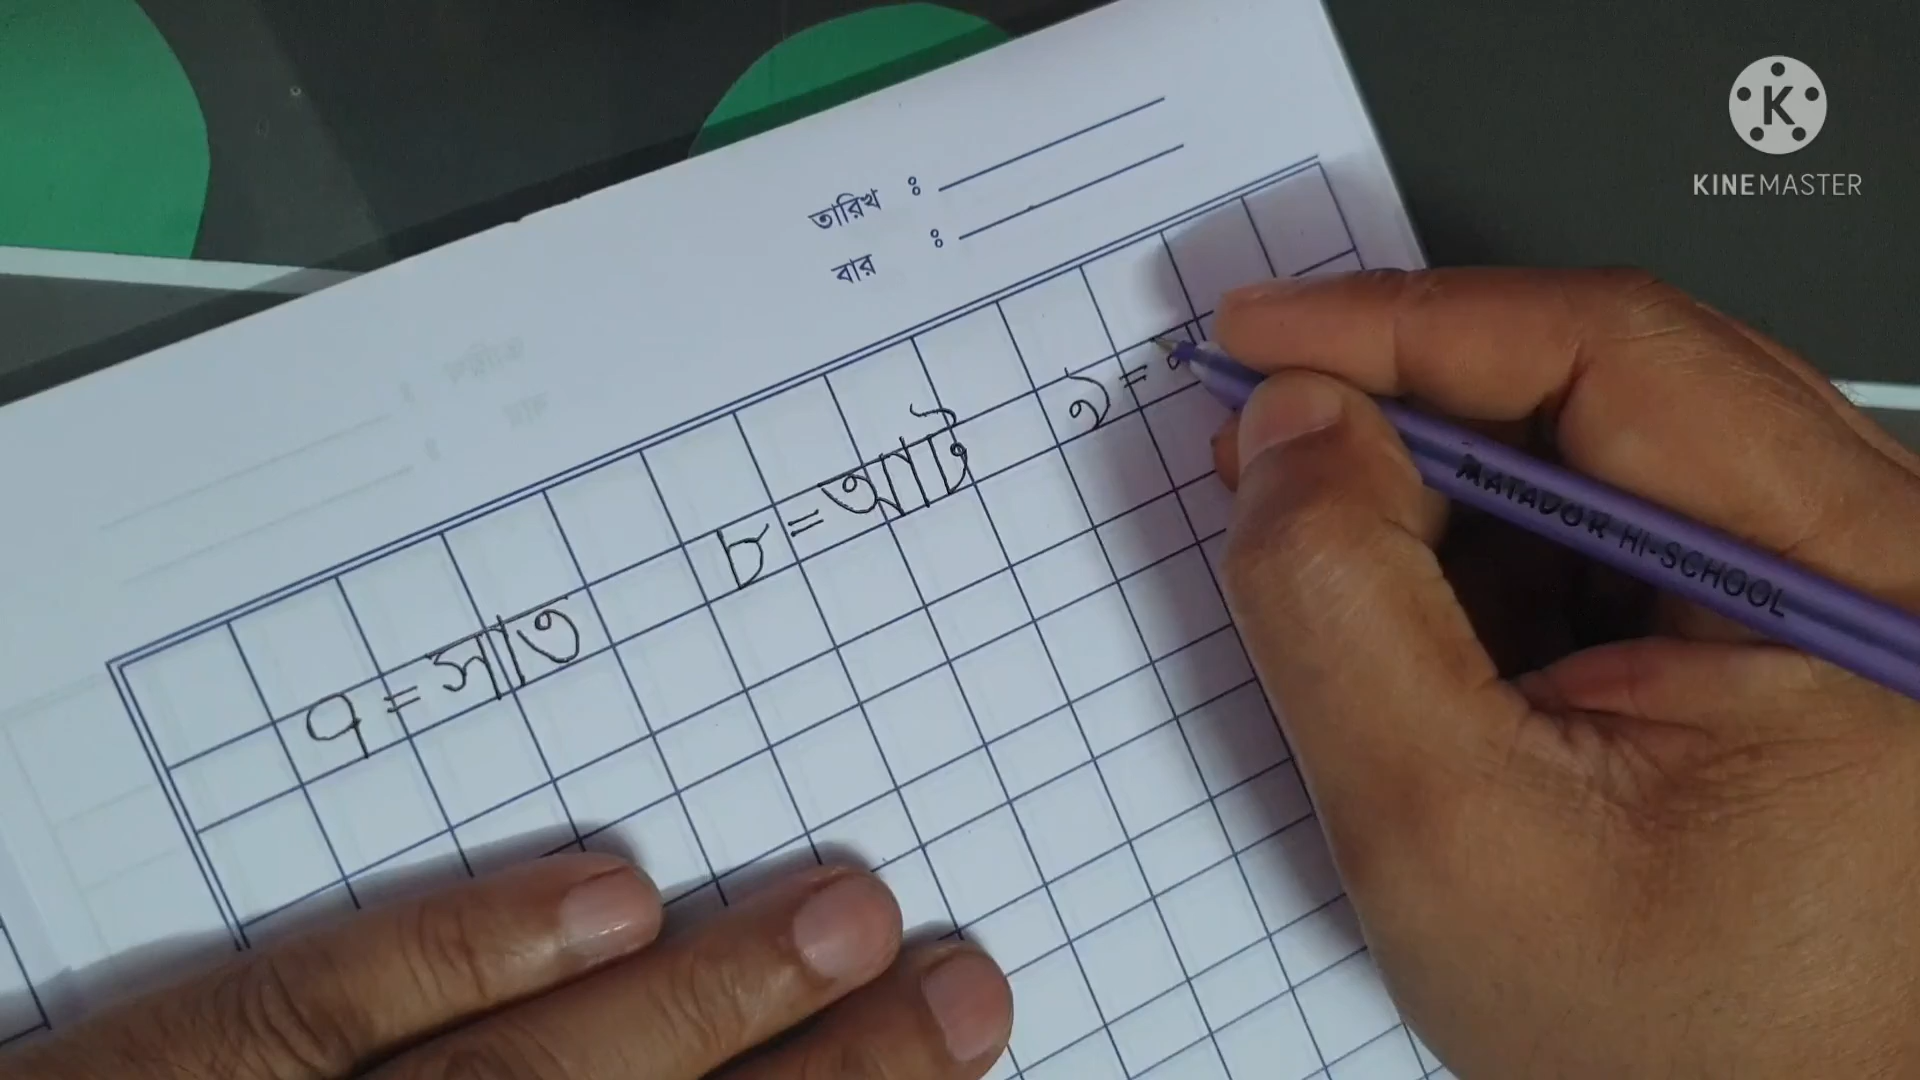 KINEMASTER
তারিখ ঃ
বার ঃ
৭ = সাত ৮ = আট ৯ = ন
MATADOR HI-SCHOOL